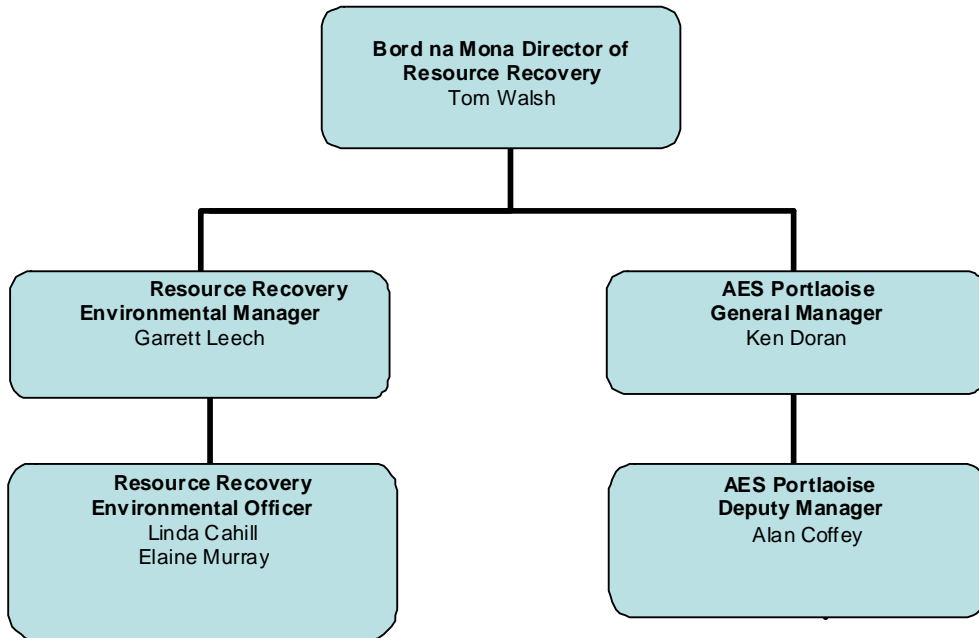 Bord na Mona Director of
Resource Recovery
Tom Walsh
Resource Recovery
Environmental Manager
Garrett Leech
AES Portlaoise
General Manager
Ken Doran
Resource Recovery
Environmental Officer
Linda Cahill
Elaine Murray
AES Portlaoise
Deputy Manager
Alan Coffey